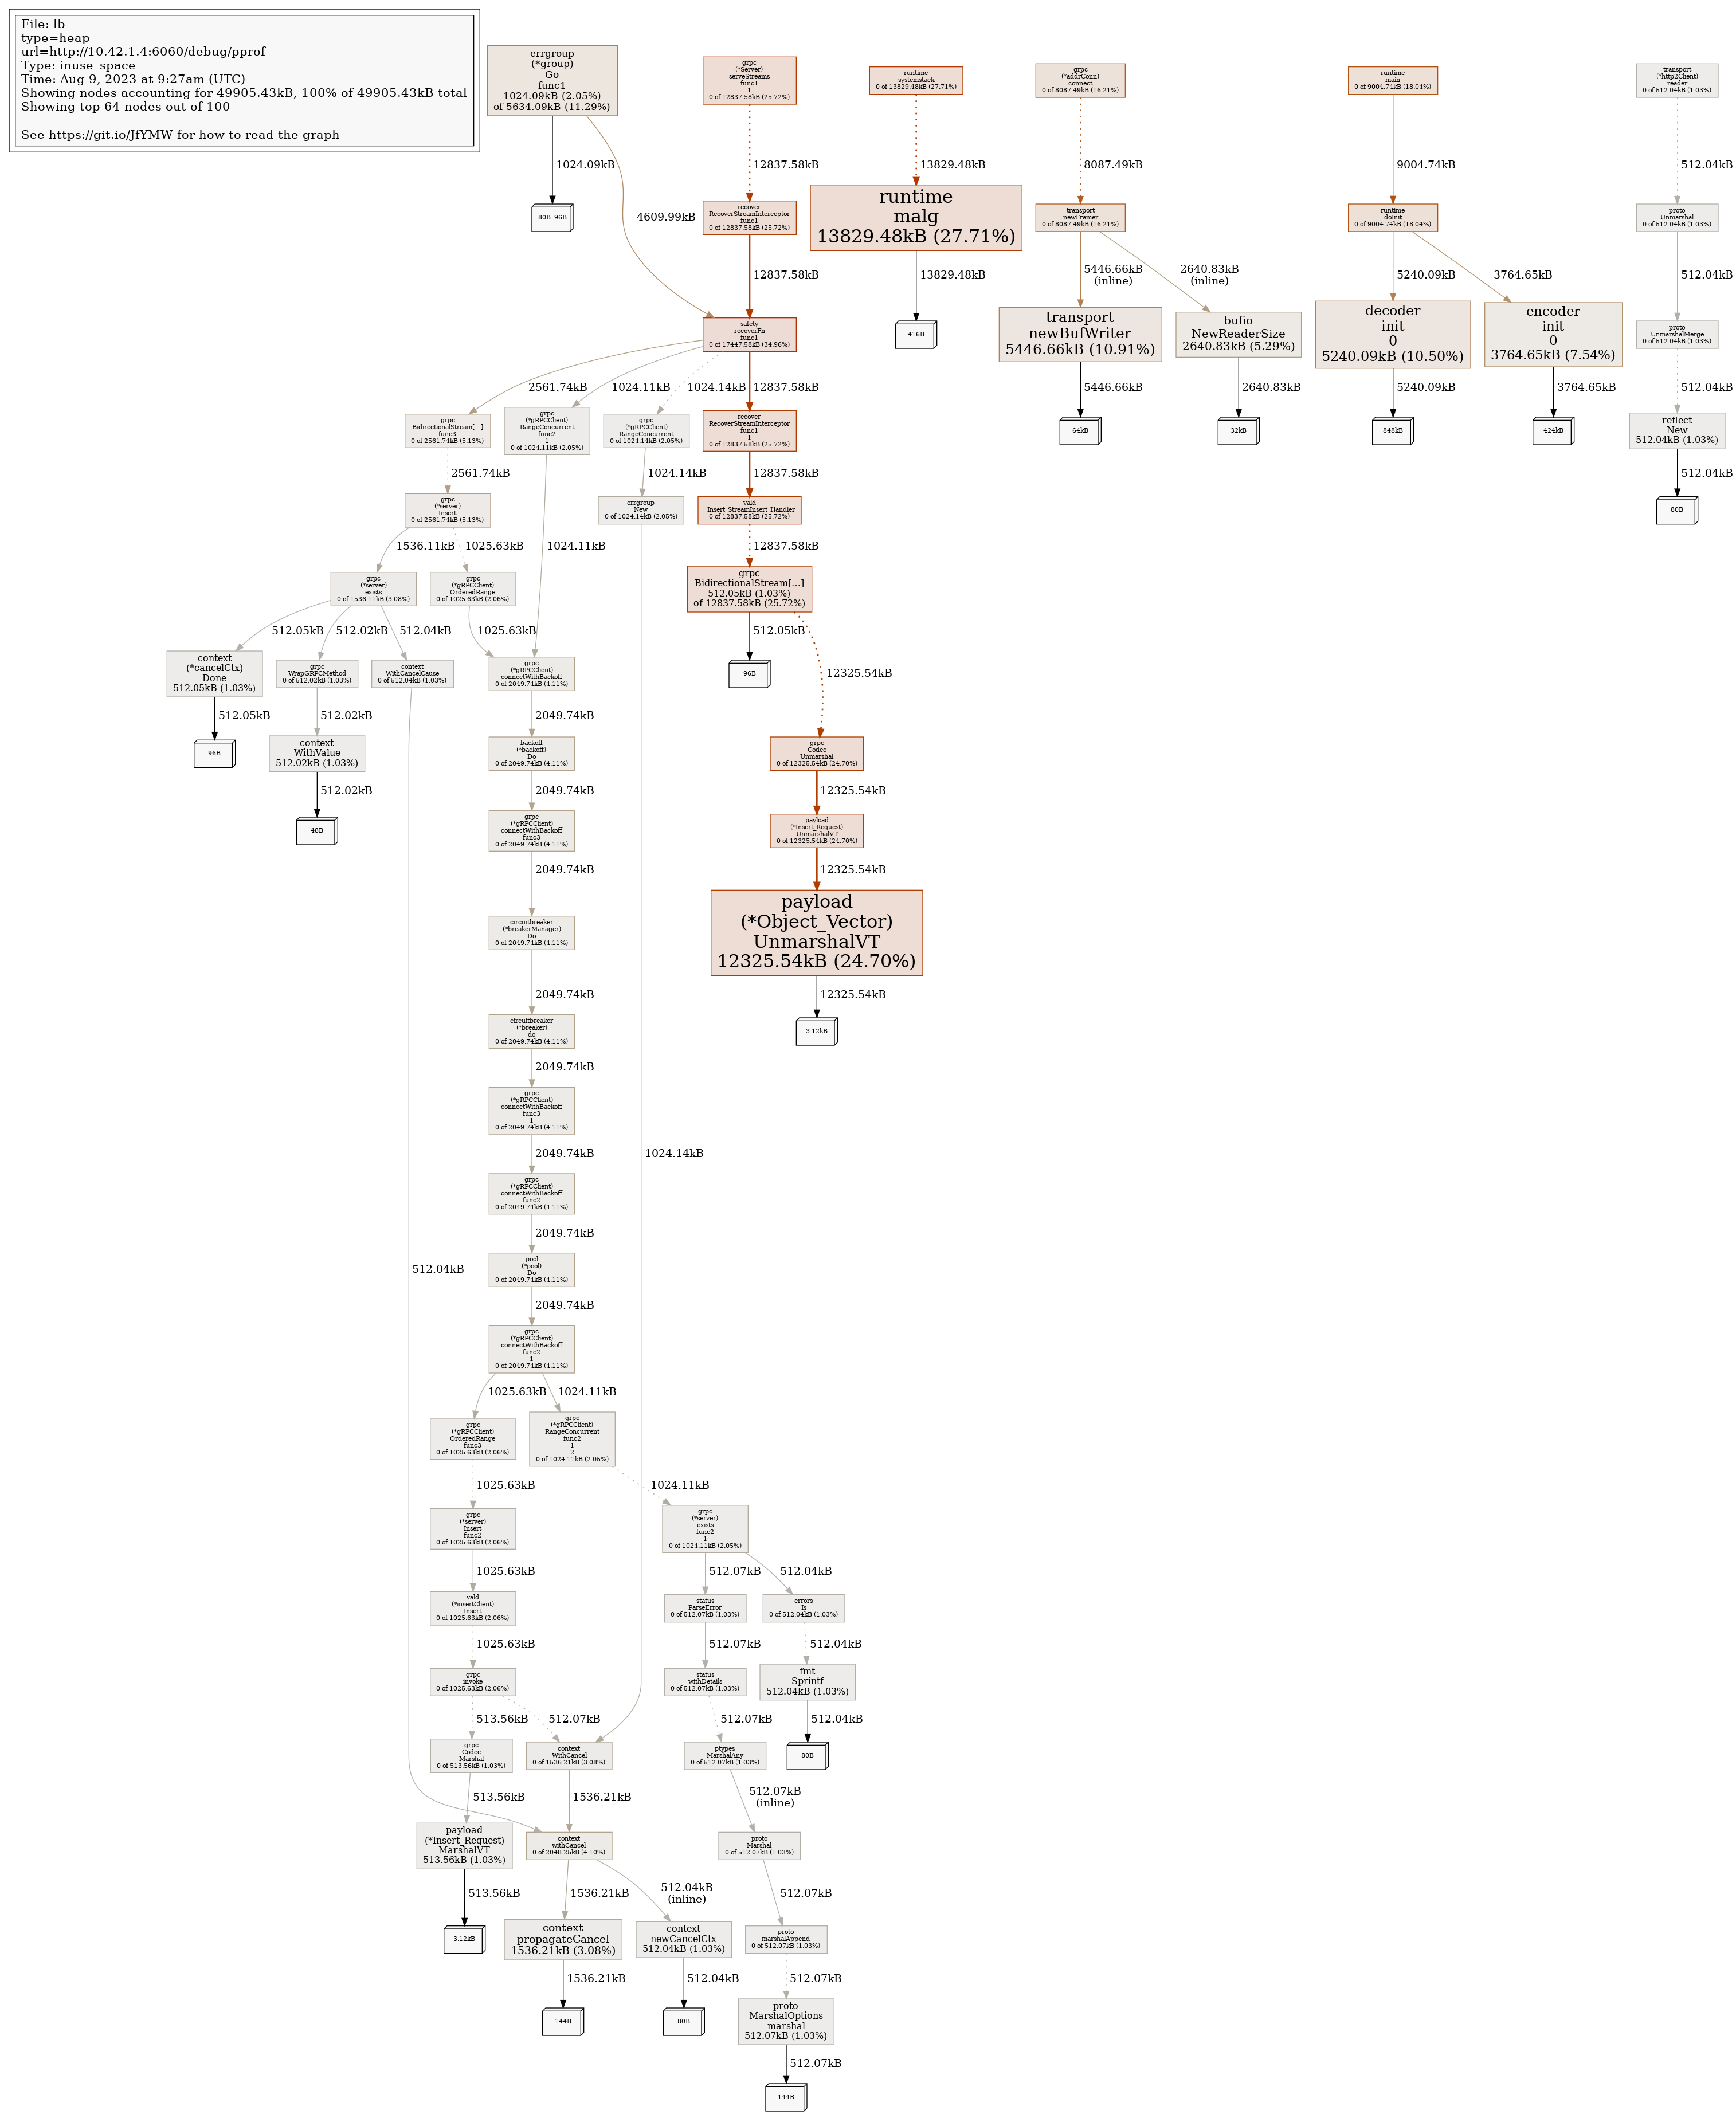 File: lb
type=heap
url=http://10.42.1.4:6060/debug/pprof
Type: inuse_space
Time: Aug 9, 2023 at 9:27am (UTC)
Showing nodes accounting for 49905.43kB, 100% of 49905.43kB total
Showing top 64 nodes out of 100
See https://git.io/JfYMW for how to read the graph
errgroup
(*group)
Go
func1
1024.09kB (2.05%)
of 5634.09kB (11.29%)
grpc
(*Server)
serveStreams
func1
1
0 of 12837.58kB (25.72%)
runtime
systemstack
0 of 13829.48kB (27.71%)
grpc
(*addrConn)
connect
0 of 8087.49kB (16.21%)
runtime
main
0 of 9004.74kB (18.04%)
transport
(*http2Client)
reader
0 of 512.04kB (1.03%)
1024.09kB
4609.99kB
12837.58kB
13829.48kB
8087.49kB
9004.74kB
512.04kB
80B..96B
recover
RecoverStreamInterceptor
func1
0 of 12837.58kB (25.72%)
runtime
malg
13829.48kB (27.71%)
transport
newFramer
0 of 8087.49kB (16.21%)
runtime
doInit
0 of 9004.74kB (18.04%)
proto
Unmarshal
0 of 512.04kB (1.03%)
12837.58kB
13829.48kB
5446.66kB
(inline)
2640.83kB
(inline)
5240.09kB
3764.65kB
512.04kB
safety
recoverFn
func1
0 of 17447.58kB (34.96%)
416B
transport
newBufWriter
5446.66kB (10.91%)
bufio
NewReaderSize
2640.83kB (5.29%)
decoder
init
0
5240.09kB (10.50%)
encoder
init
0
3764.65kB (7.54%)
proto
UnmarshalMerge
0 of 512.04kB (1.03%)
2561.74kB
1024.11kB
1024.14kB
12837.58kB
5446.66kB
2640.83kB
5240.09kB
3764.65kB
512.04kB
grpc
BidirectionalStream[...]
func3
0 of 2561.74kB (5.13%)
grpc
(*gRPCClient)
RangeConcurrent
func2
1
0 of 1024.11kB (2.05%)
grpc
(*gRPCClient)
RangeConcurrent
0 of 1024.14kB (2.05%)
recover
RecoverStreamInterceptor
func1
1
0 of 12837.58kB (25.72%)
64kB
32kB
848kB
424kB
reflect
New
512.04kB (1.03%)
2561.74kB
1024.14kB
12837.58kB
512.04kB
grpc
(*server)
Insert
0 of 2561.74kB (5.13%)
errgroup
New
0 of 1024.14kB (2.05%)
vald
_Insert_StreamInsert_Handler
0 of 12837.58kB (25.72%)
80B
1536.11kB
1025.63kB
1024.11kB
12837.58kB
grpc
(*server)
exists
0 of 1536.11kB (3.08%)
grpc
(*gRPCClient)
OrderedRange
0 of 1025.63kB (2.06%)
grpc
BidirectionalStream[...]
512.05kB (1.03%)
of 12837.58kB (25.72%)
512.05kB
512.02kB
512.04kB
1025.63kB
512.05kB
12325.54kB
context
(*cancelCtx)
Done
512.05kB (1.03%)
grpc
WrapGRPCMethod
0 of 512.02kB (1.03%)
context
WithCancelCause
0 of 512.04kB (1.03%)
grpc
(*gRPCClient)
connectWithBackoff
0 of 2049.74kB (4.11%)
96B
512.05kB
512.02kB
2049.74kB
96B
context
WithValue
512.02kB (1.03%)
backoff
(*backoff)
Do
0 of 2049.74kB (4.11%)
grpc
Codec
Unmarshal
0 of 12325.54kB (24.70%)
512.02kB
2049.74kB
12325.54kB
48B
grpc
(*gRPCClient)
connectWithBackoff
func3
0 of 2049.74kB (4.11%)
payload
(*Insert_Request)
UnmarshalVT
0 of 12325.54kB (24.70%)
2049.74kB
12325.54kB
circuitbreaker
(*breakerManager)
Do
0 of 2049.74kB (4.11%)
payload
(*Object_Vector)
UnmarshalVT
12325.54kB (24.70%)
2049.74kB
12325.54kB
circuitbreaker
(*breaker)
do
0 of 2049.74kB (4.11%)
3.12kB
2049.74kB
grpc
(*gRPCClient)
connectWithBackoff
func3
1
0 of 2049.74kB (4.11%)
2049.74kB
1024.14kB
grpc
(*gRPCClient)
connectWithBackoff
func2
0 of 2049.74kB (4.11%)
2049.74kB
512.04kB
pool
(*pool)
Do
0 of 2049.74kB (4.11%)
2049.74kB
grpc
(*gRPCClient)
connectWithBackoff
func2
1
0 of 2049.74kB (4.11%)
1025.63kB
1024.11kB
grpc
(*gRPCClient)
OrderedRange
func3
0 of 1025.63kB (2.06%)
grpc
(*gRPCClient)
RangeConcurrent
func2
1
2
0 of 1024.11kB (2.05%)
1025.63kB
1024.11kB
grpc
(*server)
Insert
func2
0 of 1025.63kB (2.06%)
grpc
(*server)
exists
func2
1
0 of 1024.11kB (2.05%)
1025.63kB
512.07kB
512.04kB
vald
(*insertClient)
Insert
0 of 1025.63kB (2.06%)
status
ParseError
0 of 512.07kB (1.03%)
errors
Is
0 of 512.04kB (1.03%)
1025.63kB
512.07kB
512.04kB
grpc
invoke
0 of 1025.63kB (2.06%)
status
withDetails
0 of 512.07kB (1.03%)
fmt
Sprintf
512.04kB (1.03%)
513.56kB
512.07kB
512.07kB
512.04kB
grpc
Codec
Marshal
0 of 513.56kB (1.03%)
context
WithCancel
0 of 1536.21kB (3.08%)
ptypes
MarshalAny
0 of 512.07kB (1.03%)
80B
513.56kB
1536.21kB
512.07kB
(inline)
payload
(*Insert_Request)
MarshalVT
513.56kB (1.03%)
context
withCancel
0 of 2048.25kB (4.10%)
proto
Marshal
0 of 512.07kB (1.03%)
513.56kB
1536.21kB
512.04kB
(inline)
512.07kB
3.12kB
context
propagateCancel
1536.21kB (3.08%)
context
newCancelCtx
512.04kB (1.03%)
proto
marshalAppend
0 of 512.07kB (1.03%)
1536.21kB
512.04kB
512.07kB
144B
80B
proto
MarshalOptions
marshal
512.07kB (1.03%)
512.07kB
144B